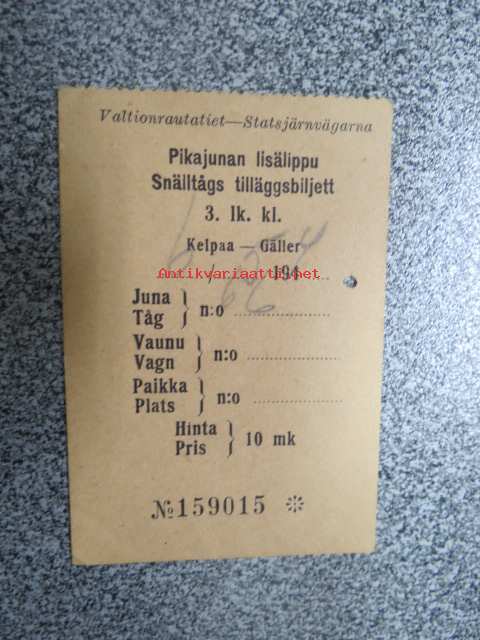 Valtionrautatiet—Statsjärnvägarna
Pikajunan lisälippu
Snälltågs tilläggsbiljett
3. lk. kl.
Kelpaa — Gäller
/ 194
Antikvariaatti.net
Juna
Tåg } n:o
Vaunu
Vagn } n:o
Paikka
Plats } n:o
Hinta
Pris } 10 mk
№159015 *